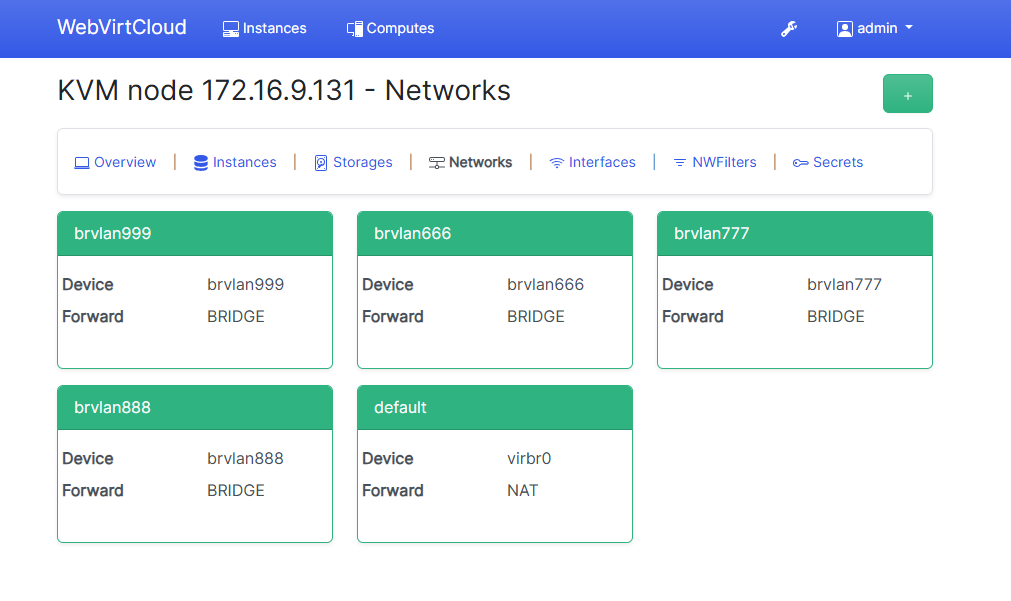 WebVirtCloud Instances Computes admin
KVM node 172.16.9.131 - Networks +
Overview | Instances | Storages | Networks | Interfaces | NWFilters | Secrets
brvlan999
Device brvlan999
Forward BRIDGE
brvlan666
Device brvlan666
Forward BRIDGE
brvlan777
Device brvlan777
Forward BRIDGE
brvlan888
Device brvlan888
Forward BRIDGE
default
Device virbr0
Forward NAT